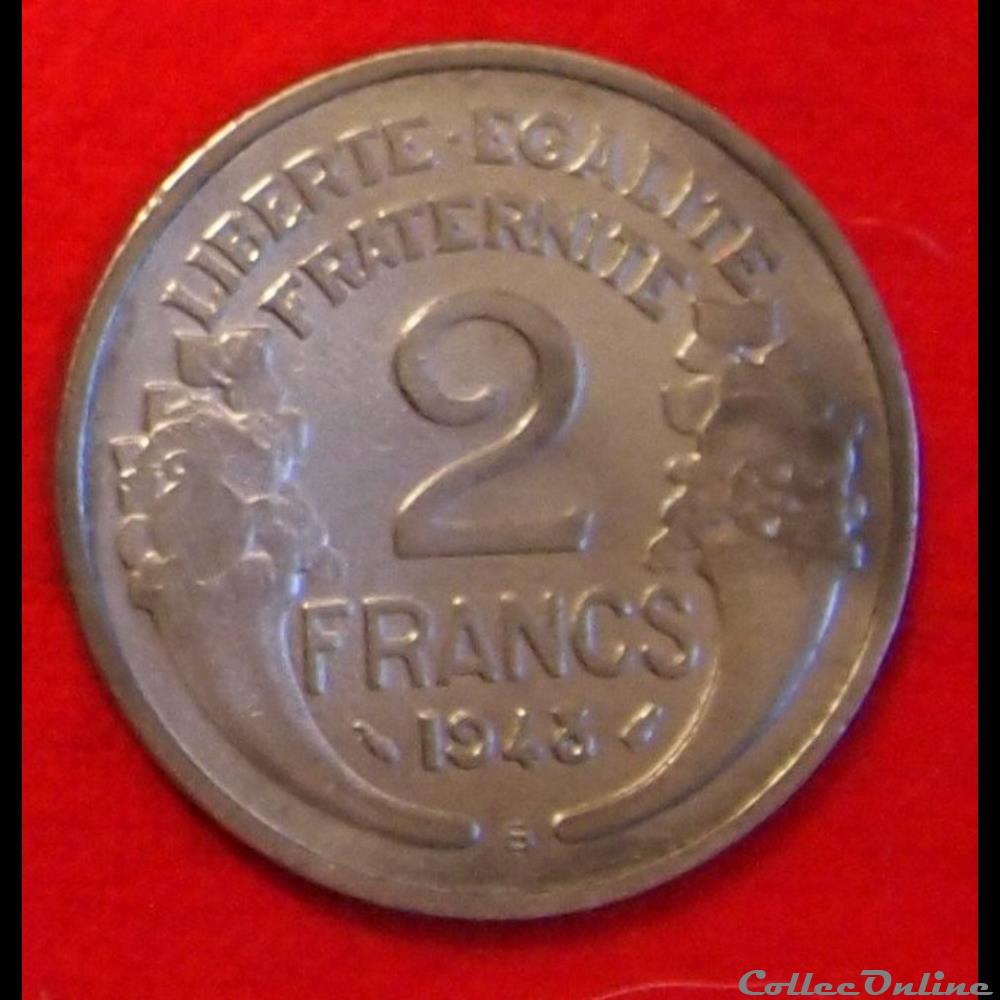 LIBERTE-EGALITE
FRATERNITE
2
FRANCS
1948
B
CollecOnline